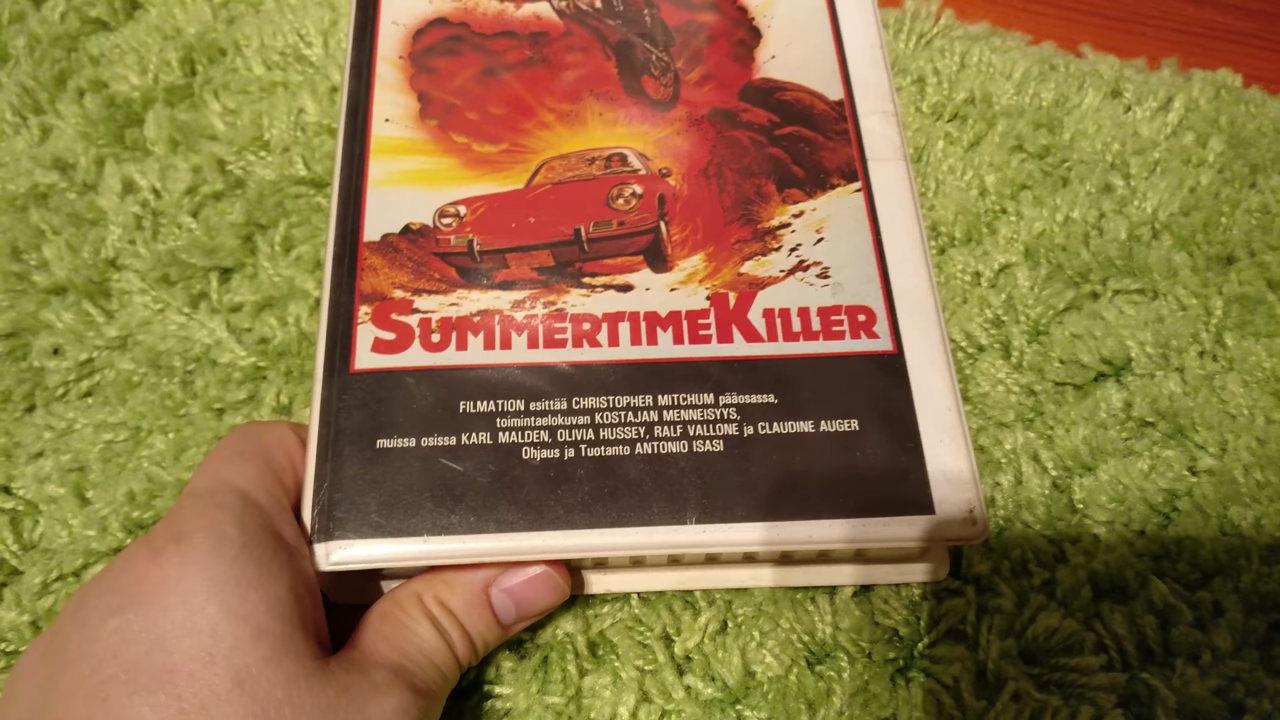 SUMMERTIMEKILLER
FILMATION esittää CHRISTOPHER MITCHUM pääosassa,
toimintaelokuvan KOSTAJAN MENNEISYYS,
muissa osissa KARL MALDEN, OLIVIA HUSSEY, RALF VALLONE ja CLAUDINE AUGER
Ohjaus ja Tuotanto ANTONIO ISASI